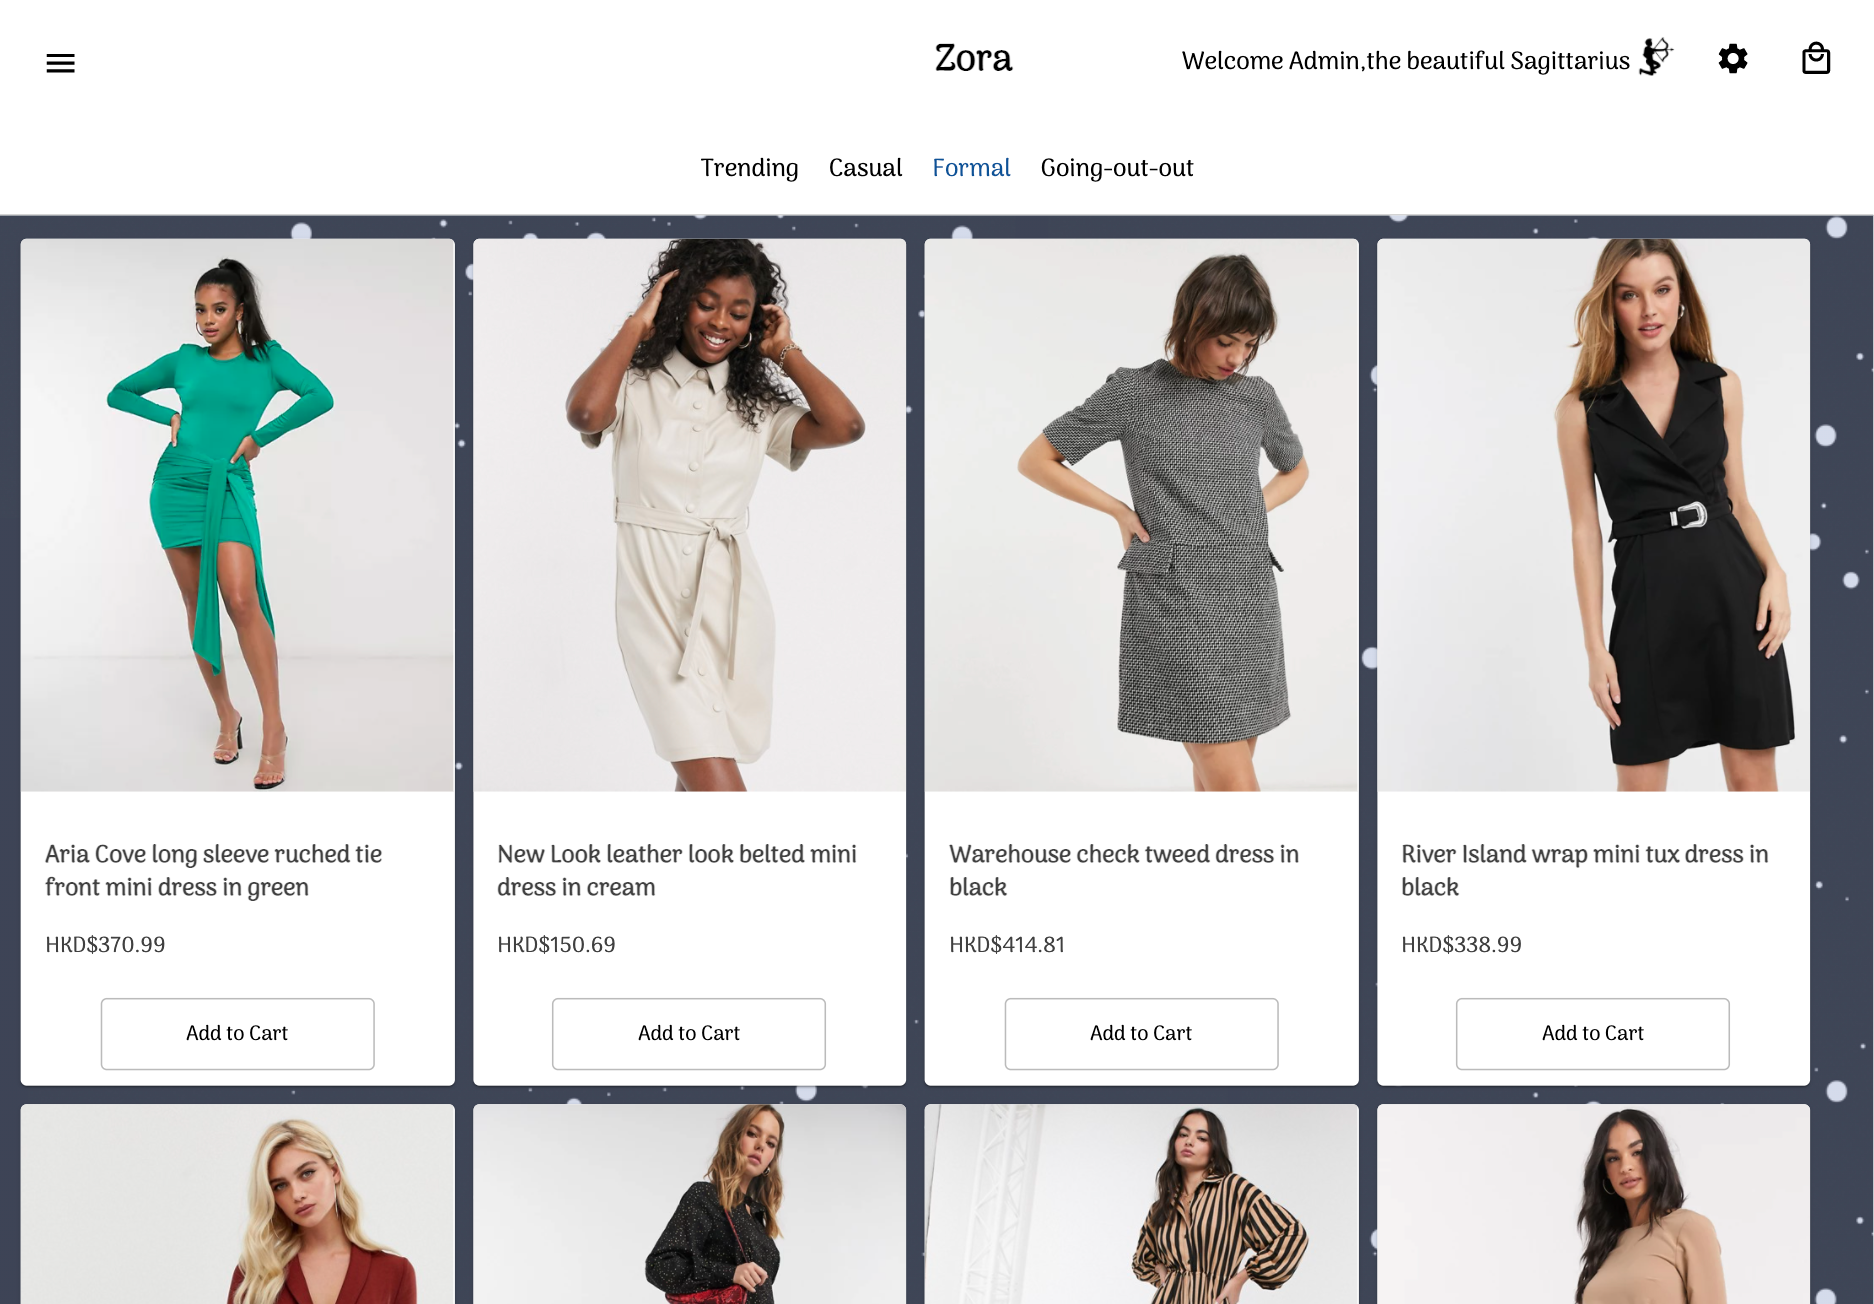 Zora
Welcome Admin,the beautiful Sagittarius
Trending Casual Formal Going-out-out
Aria Cove long sleeve ruched tie
front mini dress in green
HKD$370.99
Add to Cart
New Look leather look belted mini
dress in cream
HKD$150.69
Add to Cart
Warehouse check tweed dress in
black
HKD$414.81
Add to Cart
River Island wrap mini tux dress in
black
HKD$338.99
Add to Cart